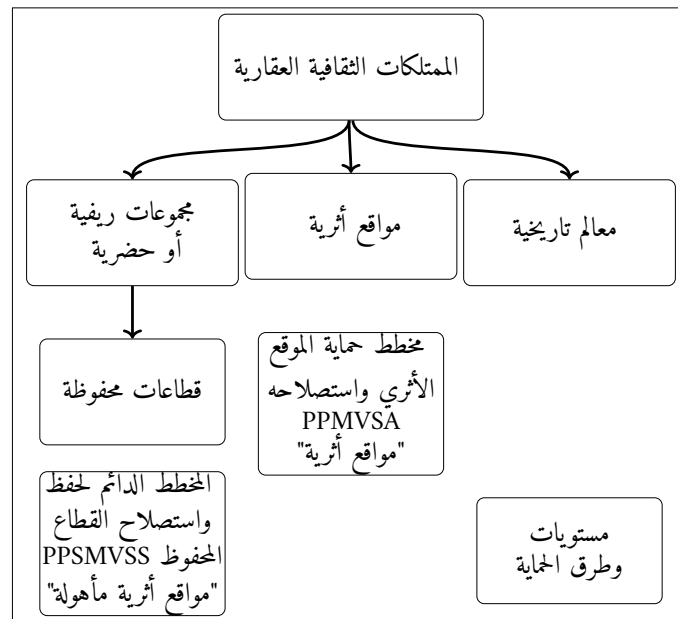 الممتلكات الثقافية العقارية
معالم تاريخية
مواقع أثرية
مجموعات ريفية
أو حضرية
مخطط حماية الموقع
الأثري واستصلاحه
PPMVSA
"مواقع أثرية"
قطاعات محفوظة
المخطط الدائم لحفظ
واستصلاح القطاع
المحفوظ PPSMVSS
"مواقع أثرية مأهولة"
مستويات
وطرق الحماية